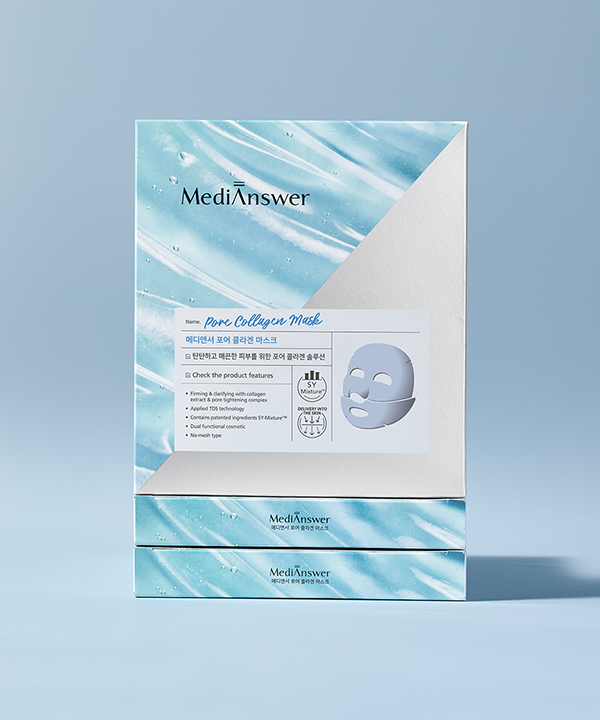 MediAnswer
Name. Pore Collagen Mask
메디앤서 포어 콜라겐 마스크
탄탄하고 매끈한 피부를 위한 포어 콜라겐 솔루션
Check the product features
• Firming & clarifying with collagen
extract & pore tightening complex
• Applied TDS technology
• Contains patented ingredients SY-Mixture™
• Dual functional cosmetic
• No-mesh type
SY
Mixture™
DELIVERY INTO
THE SKIN
MediAnswer
메디앤서 포어 콜라겐 마스크
MediAnswer
메디앤서 포어 콜라겐 마스크